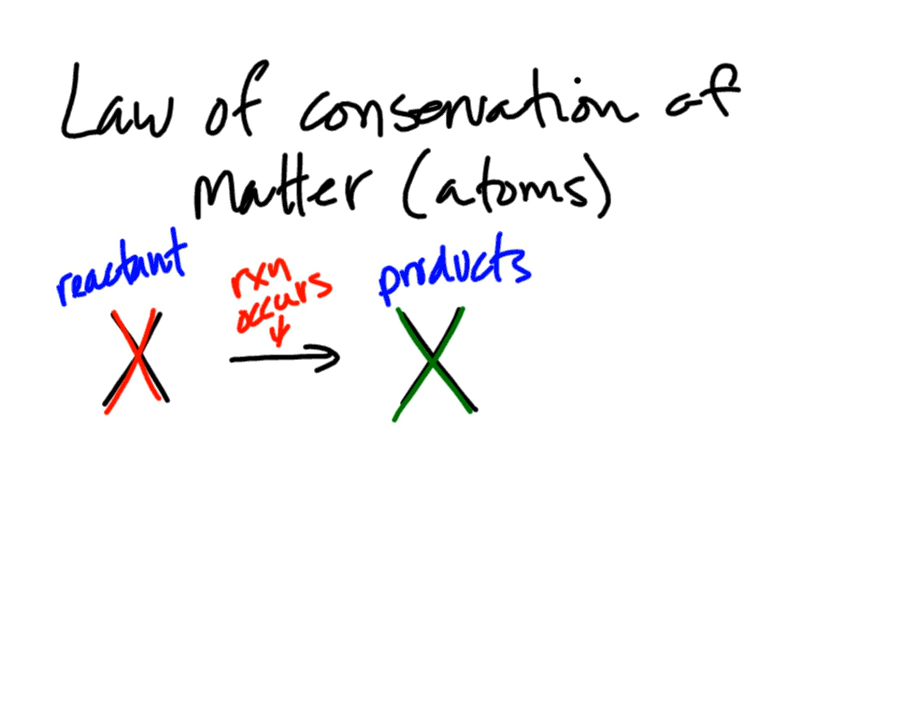 Law of conservation of
Matter (atoms)
reactant
rxn
occurs
products
X → X